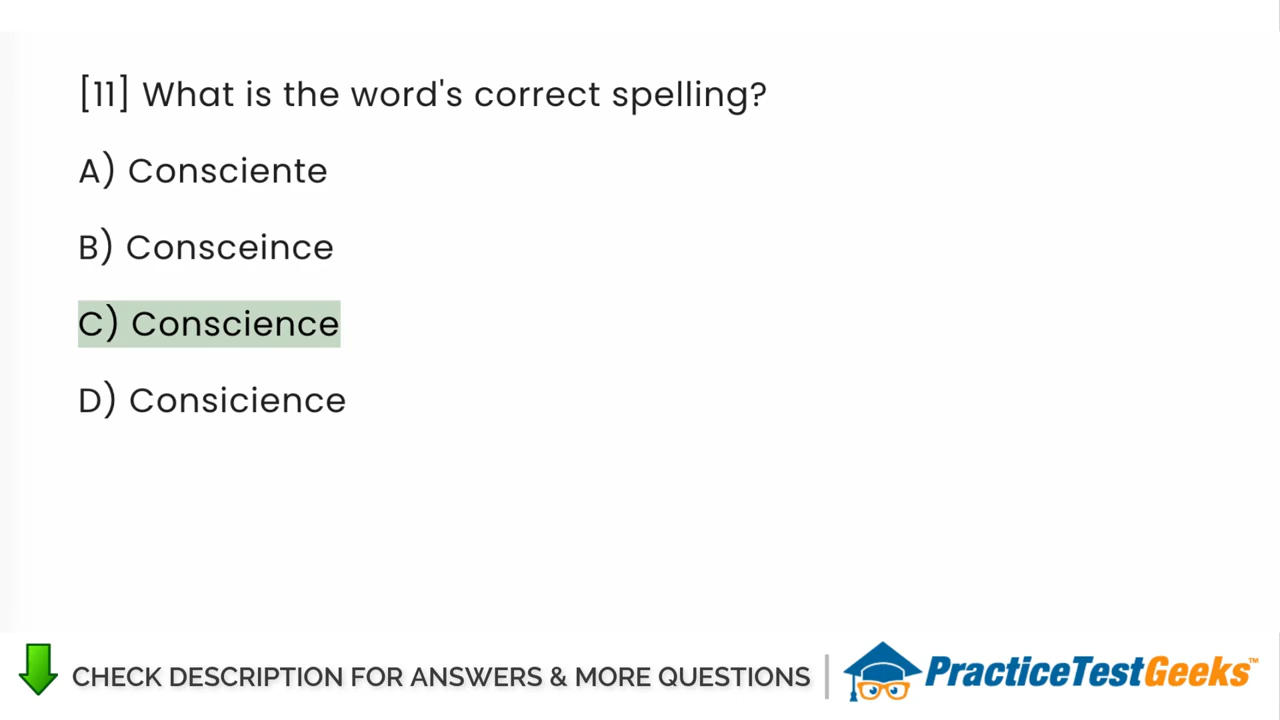 [11] What is the word's correct spelling?
A) Consciente
B) Consceince
C) Conscience
D) Consicience
CHECK DESCRIPTION FOR ANSWERS & MORE QUESTIONS
PracticeTestGeeks™